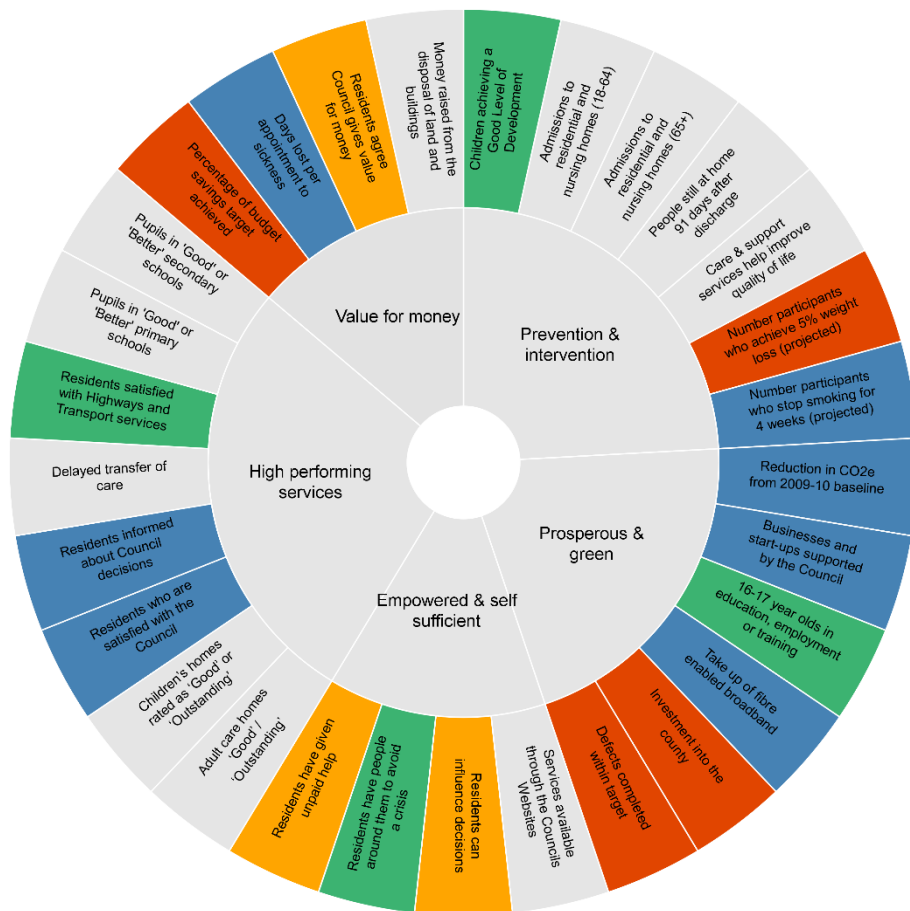 Children achieving a
Good Level of
Development
Admissions to
residential and
nursing homes (18-64)
Admissions to
residential and
nursing homes (65+)
People still at home
91 days after
discharge
Care & support
services help improve
quality of life
Number participants
who achieve 5% weight
loss (projected)
Number participants
who stop smoking for
4 weeks (projected)
Reduction in CO2e
from 2009-10 baseline
Businesses and
start-ups supported
by the Council
16-17 year olds in
education, employment
or training
Take up of fibre
enabled broadband
Investment into the
county
Defects completed
within target
Services available
through the Councils
Websites
Residents can
influence decisions
Residents have people
around them to avoid
a crisis
Residents have given
unpaid help
Adult care homes
'Good' /
'Outstanding'
Children's homes
rated as 'Good' or
'Outstanding'
Residents who are
satisfied with the
Council
Residents informed
about Council
decisions
Delayed transfer of
care
Residents satisfied
with Highways and
Transport services
Pupils in 'Good' or
'Better' primary
schools
Pupils in 'Good' or
'Better' secondary
schools
Percentage of budget
savings target
achieved
Days lost per
appointment to
sickness
Residents agree
Council gives value
for money
Money raised from the
disposal of land and
buildings
Value for money
Prevention &
intervention
High performing
services
Prosperous &
green
Empowered & self
sufficient